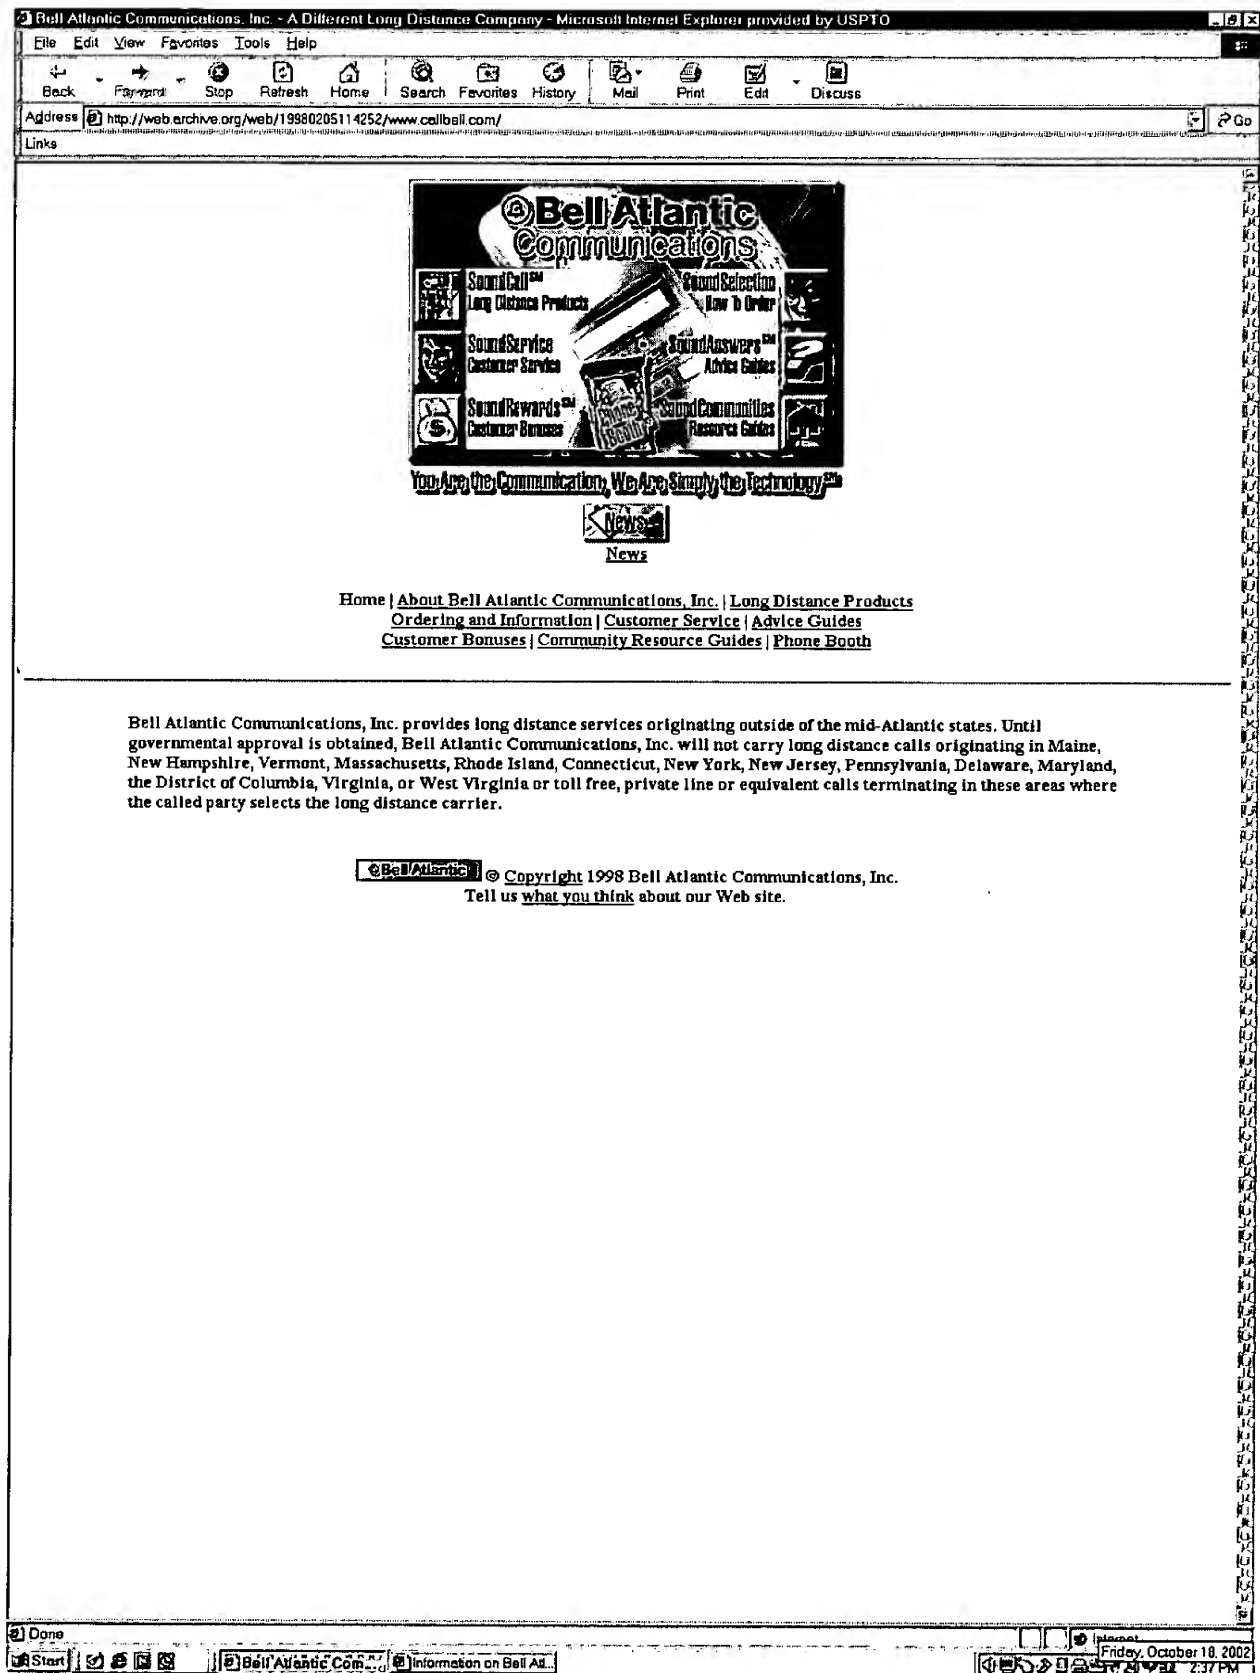 Bell Atlantic Communications, Inc. - A Different Long Distance Company - Microsoft Internet Explorer provided by USPTO
File Edit View Favorites Tools Help
Back Forward Stop Refresh Home Search Favorites History Mail Print Edit Discuss
Address http://web.archive.org/web/19980205114252/www.callbell.com/ Go
Links
Bell Atlantic
Communications
SoundCall℠
Long Distance Products
SoundSelection
How To Order
SoundService
Customer Service
SoundAnswers℠
Advice Guides
SoundRewards℠
Customer Bonuses
Phone Booth
SoundCommunities
Resource Guides
You Are the Communication, We Are Simply the Technology.℠
News
News
Home | About Bell Atlantic Communications, Inc. | Long Distance Products
Ordering and Information | Customer Service | Advice Guides
Customer Bonuses | Community Resource Guides | Phone Booth
Bell Atlantic Communications, Inc. provides long distance services originating outside of the mid-Atlantic states. Until
governmental approval is obtained, Bell Atlantic Communications, Inc. will not carry long distance calls originating in Maine,
New Hampshire, Vermont, Massachusetts, Rhode Island, Connecticut, New York, New Jersey, Pennsylvania, Delaware, Maryland,
the District of Columbia, Virginia, or West Virginia or toll free, private line or equivalent calls terminating in these areas where
the called party selects the long distance carrier.
Bell Atlantic © Copyright 1998 Bell Atlantic Communications, Inc.
Tell us what you think about our Web site.
Done Internet
Friday, October 18, 2002
Start Bell Atlantic Com... Information on Bell Atl... 2:37 PM